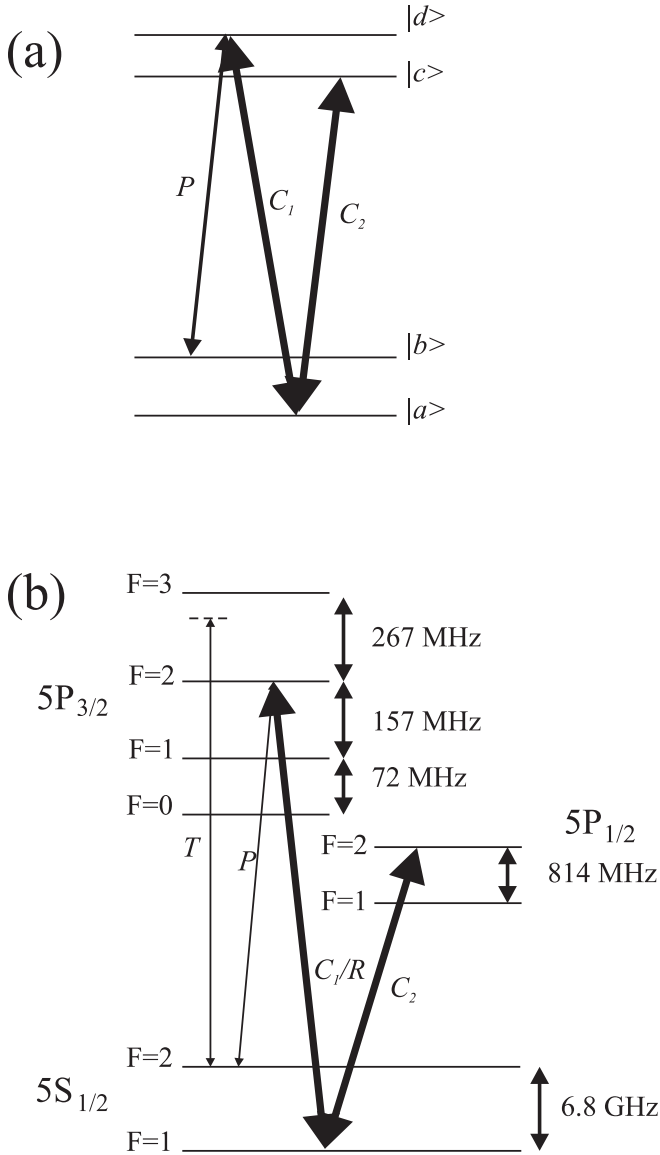 (a)
|d>
|c>
P
C₁
C₂
|b>
|a>
(b)
F=3
267 MHz
F=2
5P₃/₂
157 MHz
F=1
72 MHz
F=0
5P₁/₂
T
P
F=2
814 MHz
F=1
C₁/R
C₂
F=2
5S₁/₂
6.8 GHz
F=1